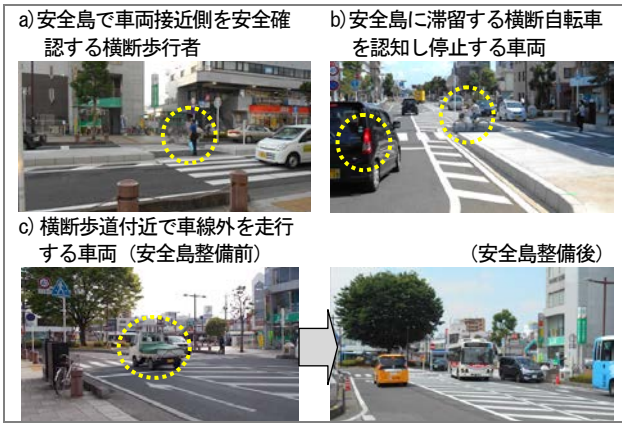 a)安全島で車両接近側を安全確
認する横断歩行者
b)安全島に滞留する横断自転車
を認知し停止する車両
c) 横断歩道付近で車線外を走行
する車両（安全島整備前）
（安全島整備後）